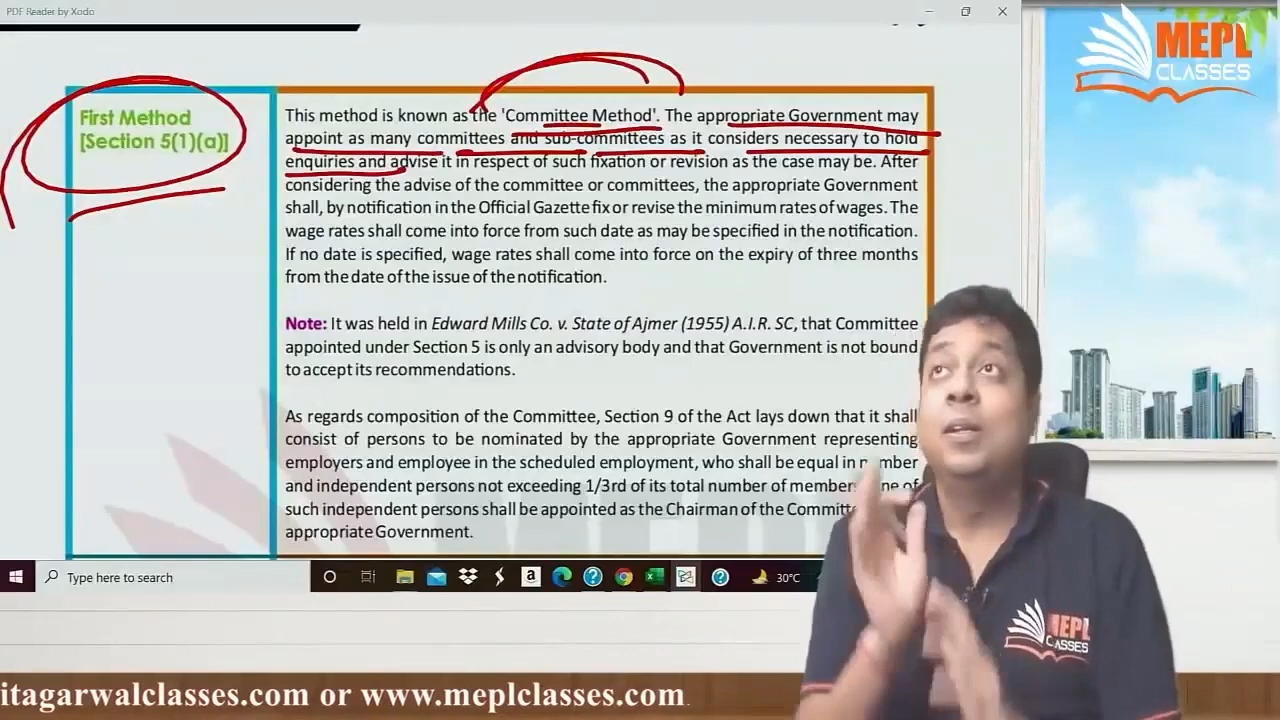 PDF Reader by Xodo
MEPL
CLASSES
First Method
[Section 5(1)(a)]
This method is known as the 'Committee Method'. The appropriate Government may
appoint as many committees and sub-committees as it considers necessary to hold
enquiries and advise it in respect of such fixation or revision as the case may be. After
considering the advise of the committee or committees, the appropriate Government
shall, by notification in the Official Gazette fix or revise the minimum rates of wages. The
wage rates shall come into force from such date as may be specified in the notification.
If no date is specified, wage rates shall come into force on the expiry of three months
from the date of the issue of the notification.
Note: It was held in Edward Mills Co. v. State of Ajmer (1955) A.I.R. SC, that Committee
appointed under Section 5 is only an advisory body and that Government is not bound
to accept its recommendations.
As regards composition of the Committee, Section 9 of the Act lays down that it shall
consist of persons to be nominated by the appropriate Government representing
employers and employee in the scheduled employment, who shall be equal in number
and independent persons not exceeding 1/3rd of its total number of members of
such independent persons shall be appointed as the Chairman of the
appropriate Government.
Type here to search
30°C
MEPL
CLASSES
itagarwalclasses.com or www.meplclasses.com